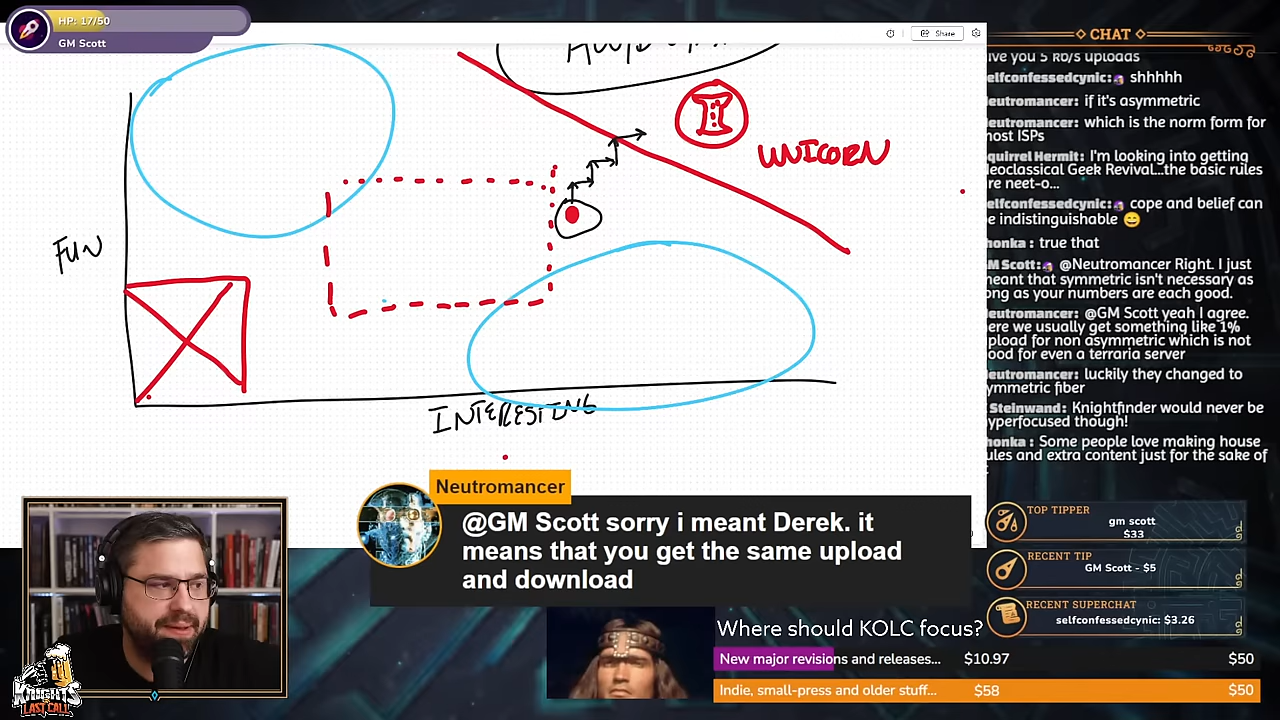 HP: 17/50
GM Scott
Share
UNICORN
FUN
INTERESTING
CHAT
ive you 5 kb/s uploads
elfconfessedcynic: shhhhh
eutromancer: if it's asymmetric
eutromancer: which is the norm form for
nost ISPs
quirrel Hermit: I'm looking into getting
leoclassical Geek Revival...the basic rules
re neet-o...
elfconfessedcynic: cope and belief can
e indistinguishable 😄
honka : true that
M Scott: @Neutromancer Right. I just
neant that symmetric isn't necessary as
ong as your numbers are each good.
eutromancer: @GM Scott yeah I agree.
ere we usually get something like 1%
pload for non asymmetric which is not
ood for even a terraria server
eutromancer: luckily they changed to
ymmetric fiber
Steinwand: Knightfinder would never be
yperfocused though!
honka : Some people love making house
ules and extra content just for the sake of
Neutromancer
@GM Scott sorry i meant Derek. it
means that you get the same upload
and download
TOP TIPPER
gm scott
$33
RECENT TIP
GM Scott - $5
RECENT SUPERCHAT
selfconfessedcynic: $3.26
Where should KOLC focus?
New major revisions and releases... $10.97 $50
Indie, small-press and older stuff... $58 $50
KNIGHTS
LAST CALL